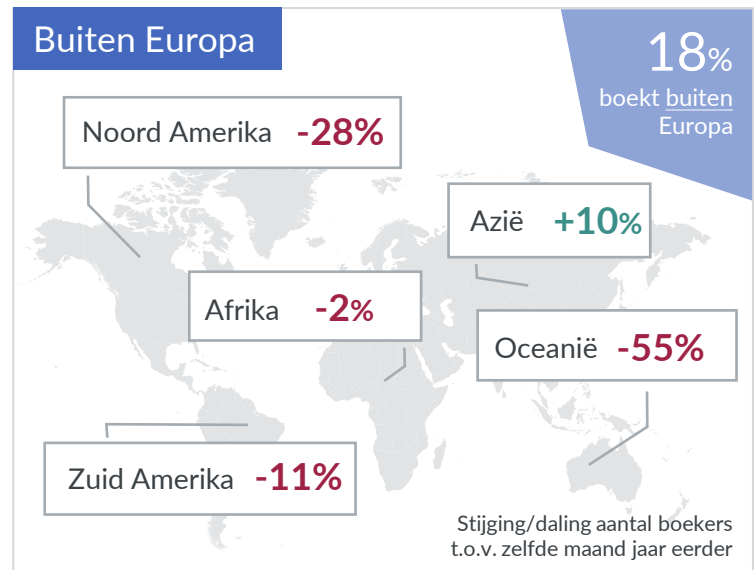 Buiten Europa
18%
boekt buiten
Europa
Noord Amerika -28%
Azië +10%
Afrika -2%
Oceanië -55%
Zuid Amerika -11%
Stijging/daling aantal boekers
t.o.v. zelfde maand jaar eerder